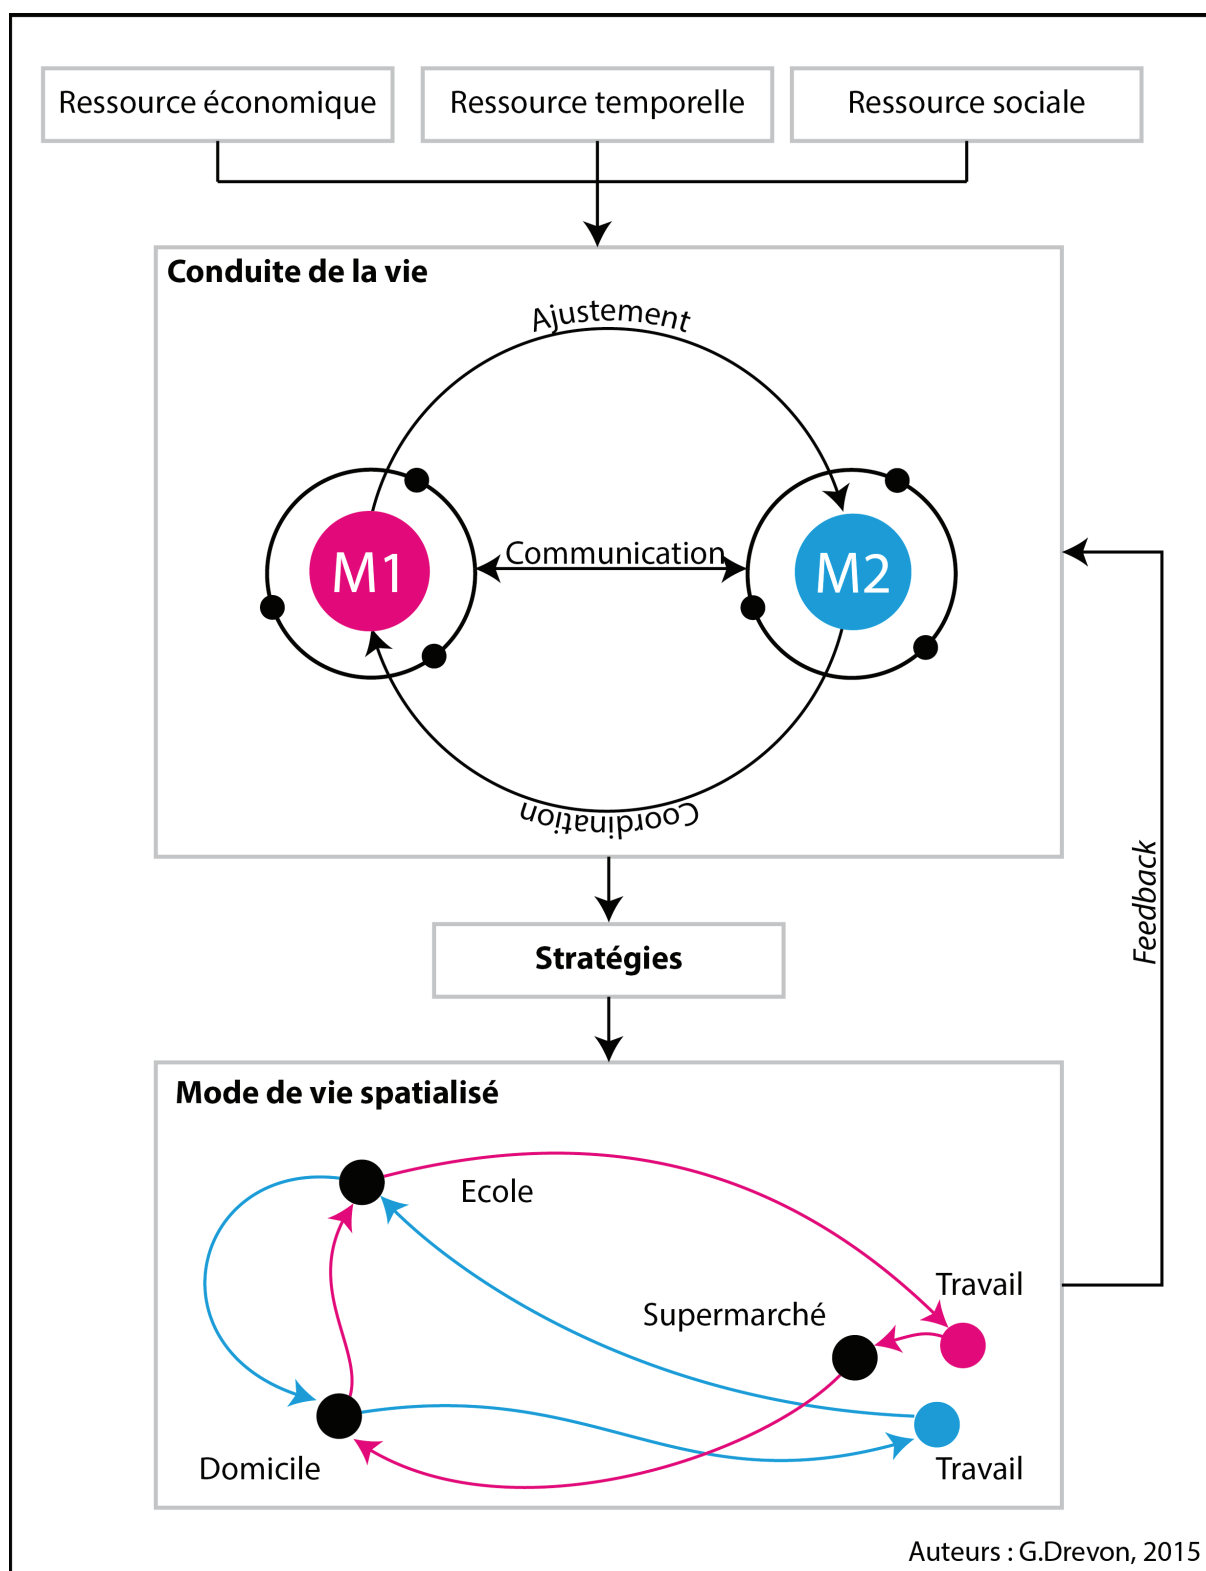 Ressource économique
Ressource temporelle
Ressource sociale
Conduite de la vie
Ajustement
M1
Communication
M2
Coordination
Feedback
Stratégies
Mode de vie spatialisé
Ecole
Travail
Supermarché
Domicile
Travail
Auteurs : G.Drevon, 2015